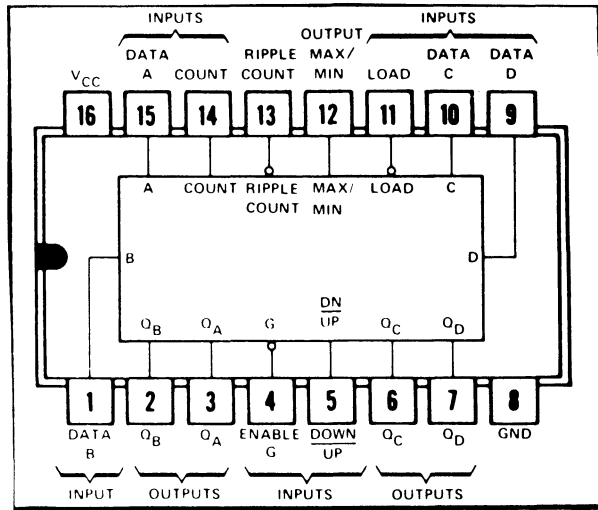 INPUTS OUTPUT INPUTS
DATA RIPPLE MAX/ DATA DATA
VCC A COUNT COUNT MIN LOAD C D
16 15 14 13 12 11 10 9
A COUNT RIPPLE MAX/ LOAD C
COUNT MIN
B D
DN
QB QA G UP QC QD
1 2 3 4 5 6 7 8
DATA QB QA ENABLE DOWN QC QD GND
B G UP
INPUT OUTPUTS INPUTS OUTPUTS